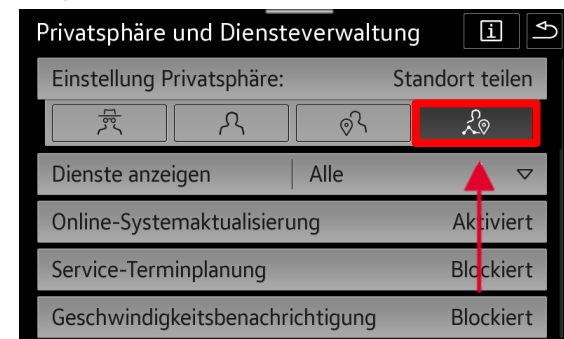 Privatsphäre und Diensteverwaltung i
Einstellung Privatsphäre: Standort teilen
Dienste anzeigen Alle
Online-Systemaktualisierung Aktiviert
Service-Terminplanung Blockiert
Geschwindigkeitsbenachrichtigung Blockiert